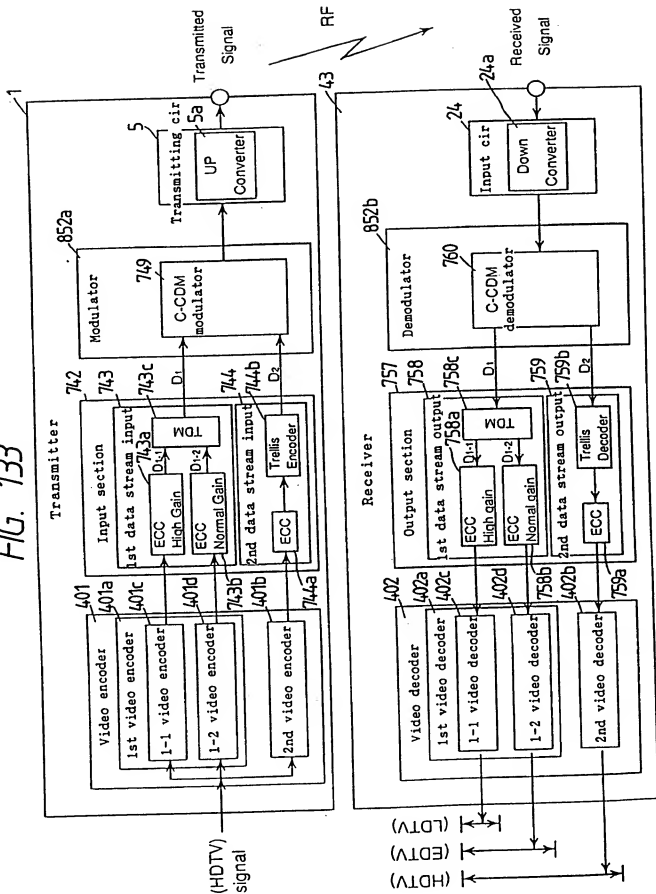 FIG. 133
Transmitter
1
Video encoder
401
1st video encoder
401a
1-1 video encoder
401c
1-2 video encoder
401d
2nd video encoder
401b
(HDTV)
signal
Input section
742
1st data stream input
743
743a
ECC
High Gain
D1-1
ECC
Normal Gain
743b
D1-2
TDM
743c
2nd data stream input
744
ECC
744a
Trellis
Encoder
744b
D1
D2
Modulator
852a
749
C-CDM
modulator
Transmitting cir
5
5a
UP
Converter
Transmitted
Signal
RF
Receiver
43
Video decoder
402
1st video decoder
402a
1-1 video decoder
402c
1-2 video decoder
402d
2nd video decoder
402b
(LDTV)
(EDTV)
(HDTV)
Output section
757
1st data stream output
758
758a
ECC
High gain
D1-1
ECC
Normal gain
758b
D1-2
TDM
758c
2nd data stream output
759
ECC
759a
Trellis
Decoder
759b
D1
D2
Demodulator
852b
760
C-CDM
demodulator
Input cir
24
24a
Down
Converter
Received
Signal